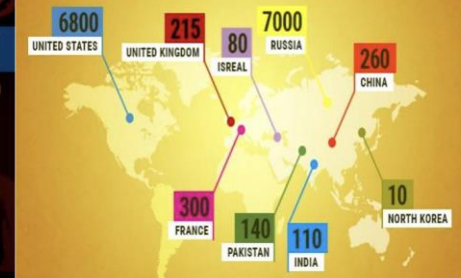 6800
UNITED STATES
215
UNITED KINGDOM
80
ISREAL
7000
RUSSIA
260
CHINA
300
FRANCE
140
PAKISTAN
110
INDIA
10
NORTH KOREA